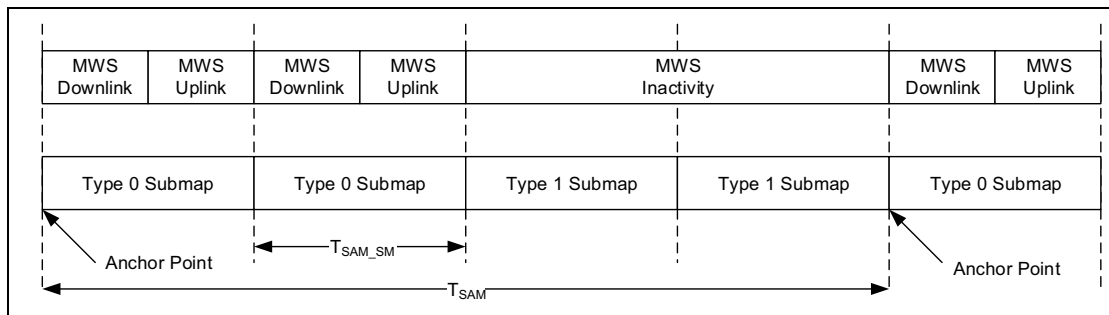 MWS Downlink
MWS Uplink
MWS Downlink
MWS Uplink
MWS Inactivity
MWS Downlink
MWS Uplink
Type 0 Submap
Type 0 Submap
Type 1 Submap
Type 1 Submap
Type 0 Submap
TSAM_SM
Anchor Point
Anchor Point
TSAM